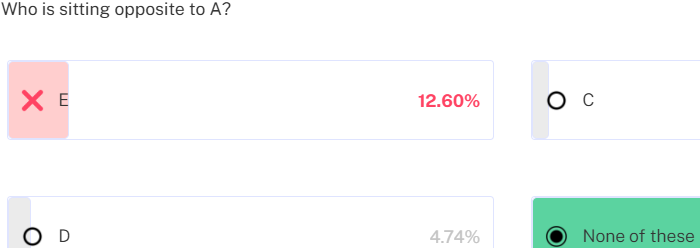 Who is sitting opposite to A?
E 12.60% C
D 4.74% None of these